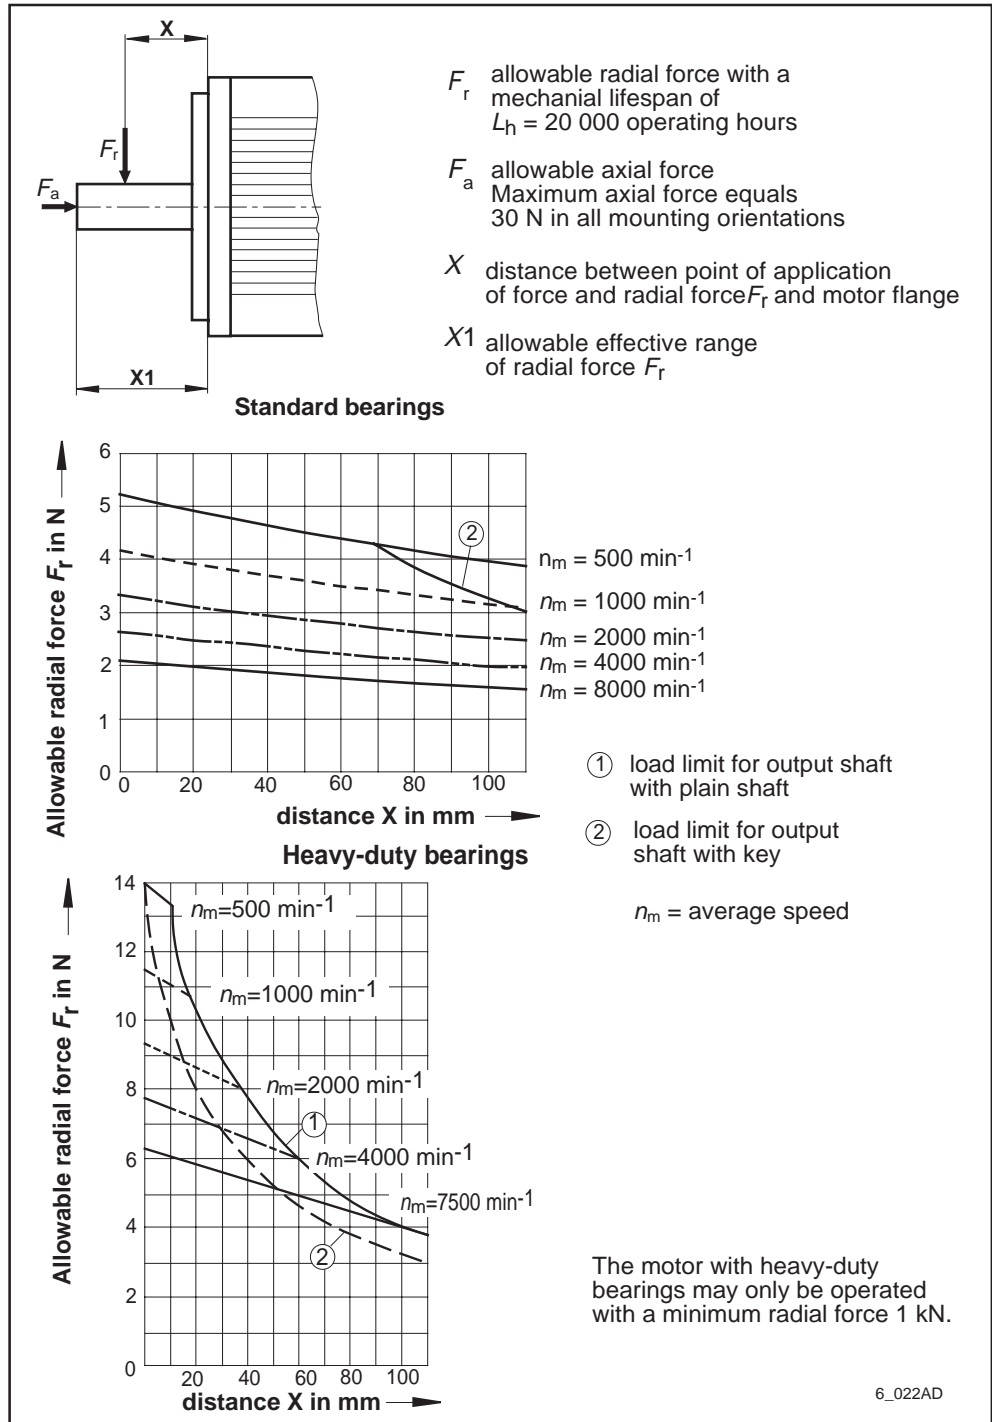 X
Fr
Fa
X1
Fr allowable radial force with a
mechanial lifespan of
Lh = 20 000 operating hours
Fa allowable axial force
Maximum axial force equals
30 N in all mounting orientations
X distance between point of application
of force and radial forceFr and motor flange
X1 allowable effective range
of radial force Fr
Standard bearings
Allowable radial force Fr in N
6
5
4
3
2
1
0
0 20 40 60 80 100
distance X in mm
2
nm = 500 min-1
nm = 1000 min-1
nm = 2000 min-1
nm = 4000 min-1
nm = 8000 min-1
1 load limit for output shaft
with plain shaft
2 load limit for output
shaft with key
nm = average speed
Heavy-duty bearings
Allowable radial force Fr in N
14
12
10
8
6
4
2
0
20 40 60 80 100
distance X in mm
nm=500 min-1
nm=1000 min-1
nm=2000 min-1
1
nm=4000 min-1
nm=7500 min-1
2
The motor with heavy-duty
bearings may only be operated
with a minimum radial force 1 kN.
6_022AD